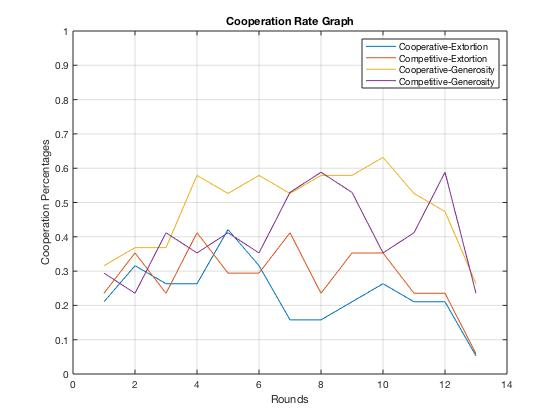 Cooperation Rate Graph
Cooperative-Extortion
Competitive-Extortion
Cooperative-Generosity
Competitive-Generosity
Cooperation Percentages
1
0.9
0.8
0.7
0.6
0.5
0.4
0.3
0.2
0.1
0
0 2 4 6 8 10 12 14
Rounds